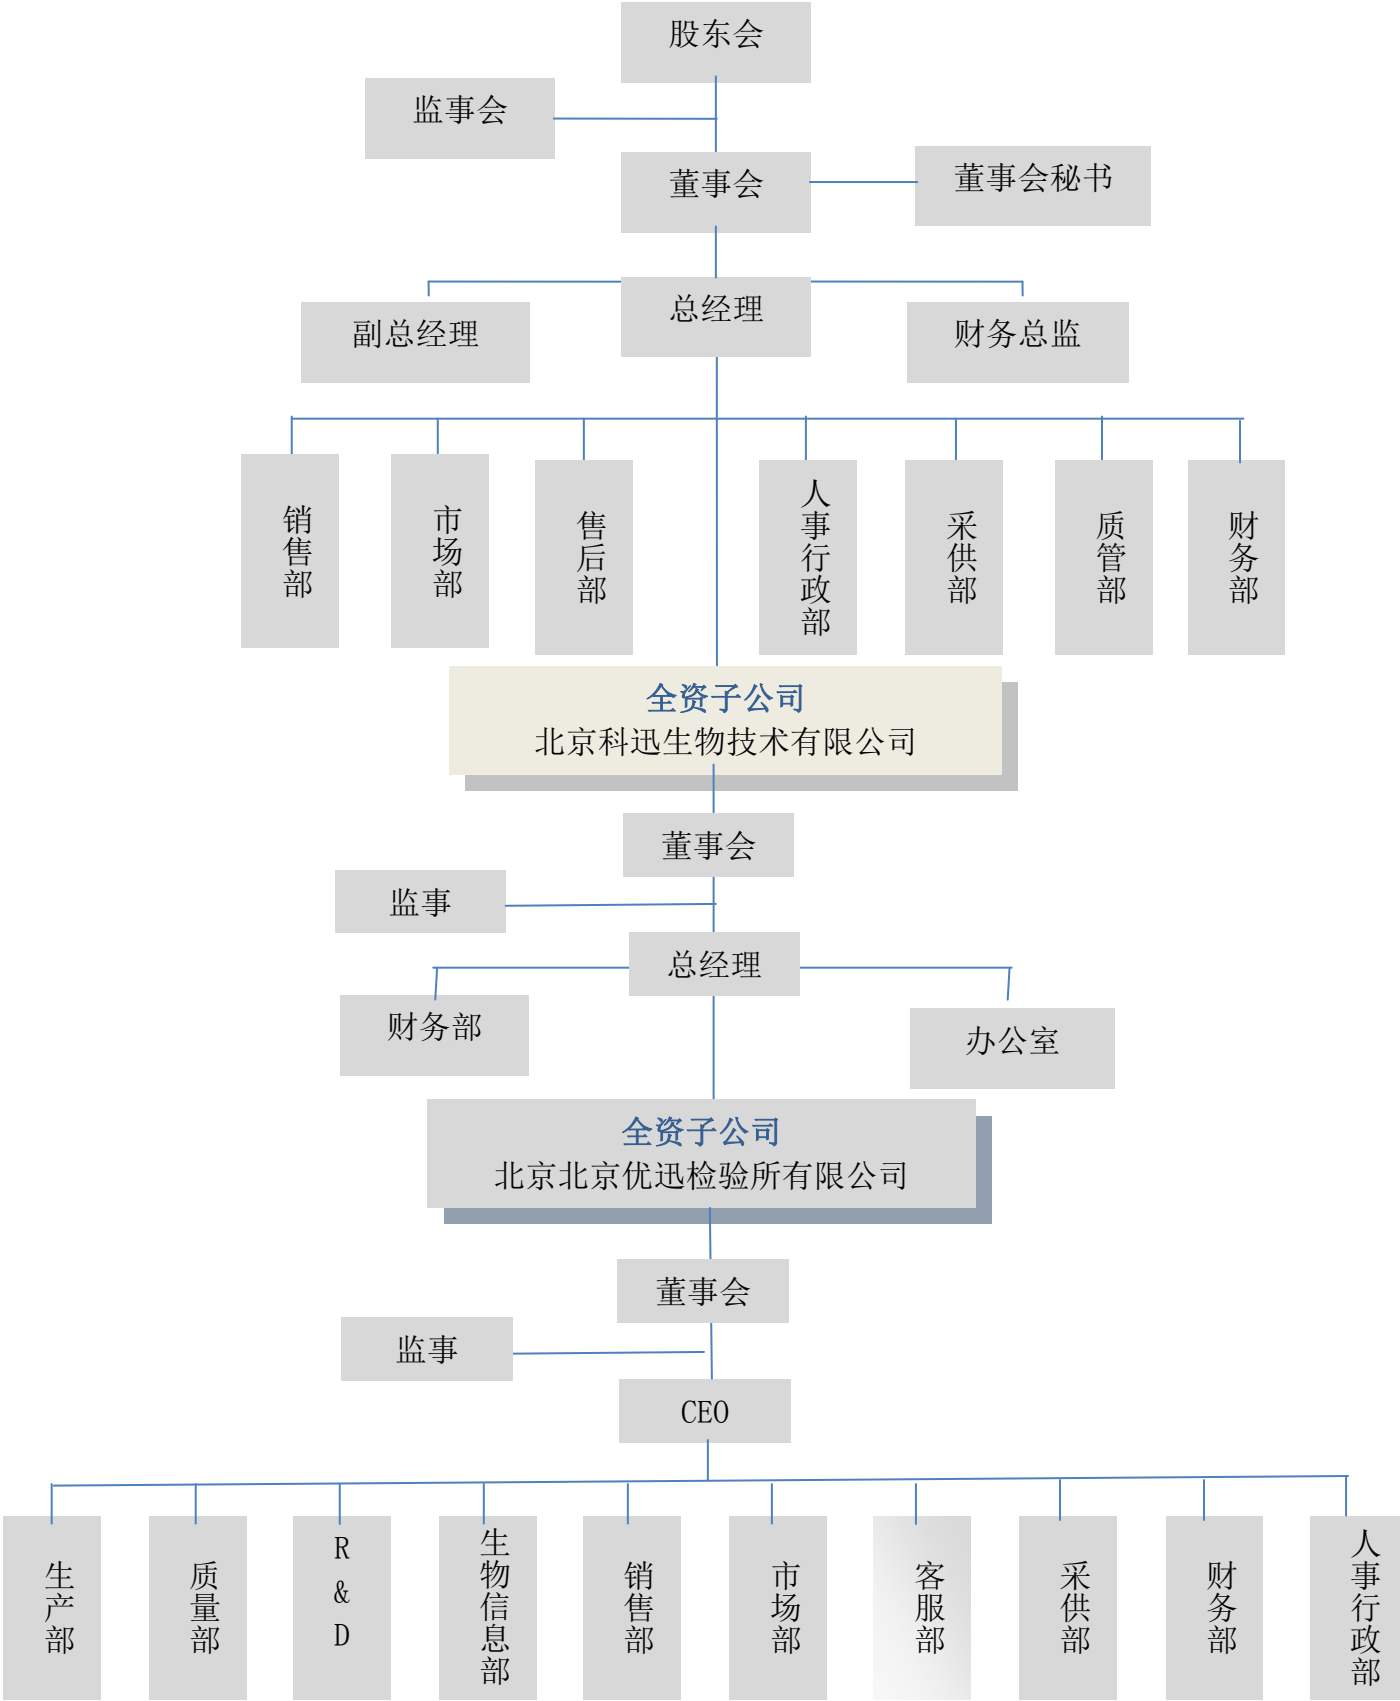 股东会
监事会
董事会
董事会秘书
总经理
副总经理
财务总监
销售部
市场部
售后部
人事行政部
采供部
质管部
财务部
全资子公司
北京科迅生物技术有限公司
董事会
监事
总经理
财务部
办公室
全资子公司
北京北京优迅检验所有限公司
董事会
监事
CEO
生产部
质量部
R&D
生物信息部
销售部
市场部
客服部
采供部
财务部
人事行政部